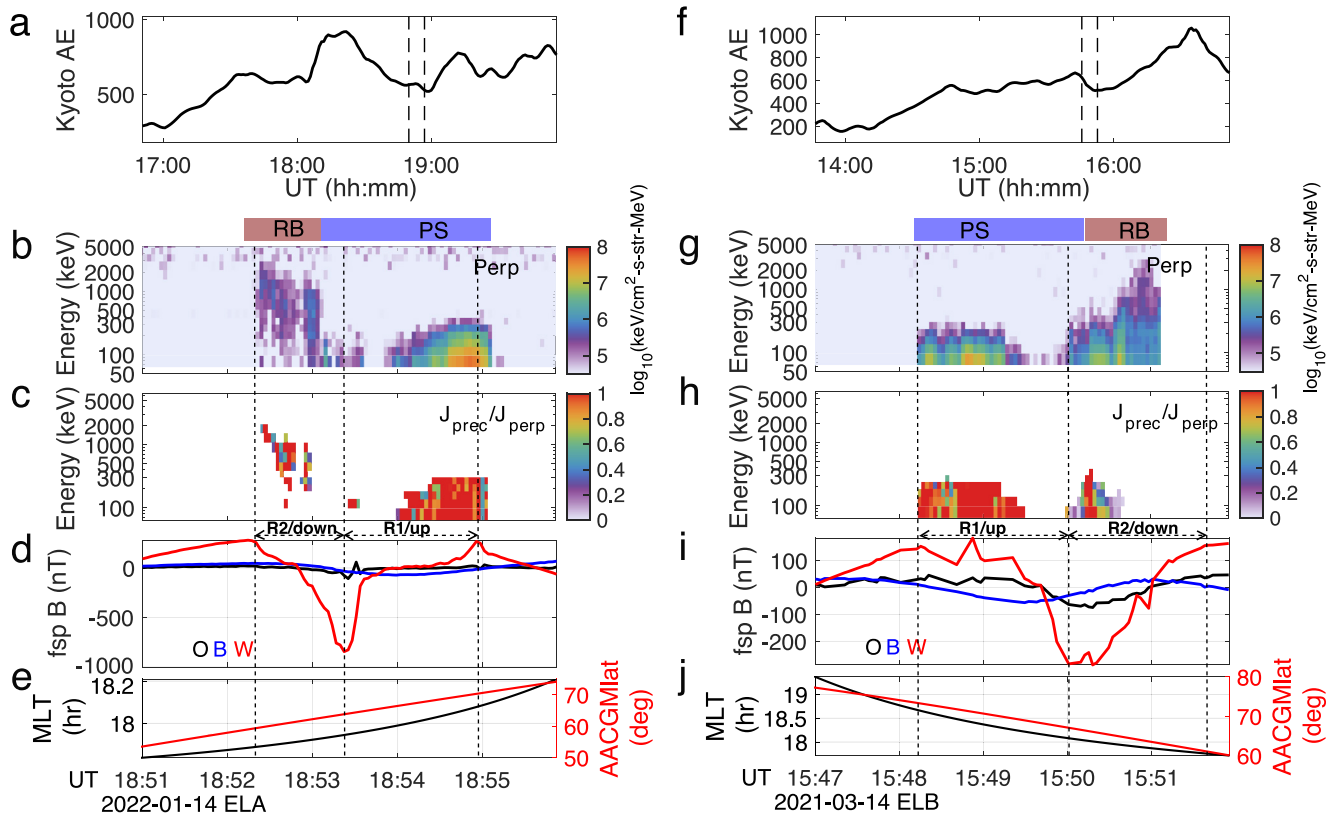 a
Kyoto AE
1000
500
17:00 18:00 19:00
UT (hh:mm)
RB PS
b
Energy (keV)
5000
2000
1000
500
300
100
50
Perp
8
7
6
5
log10(keV/cm2-s-str-MeV)
c
Energy (keV)
5000
2000
1000
500
300
100
Jprec/Jperp
1
0.8
0.6
0.4
0.2
0
R2/down R1/up
d
fsp B (nT)
0
-500
-1000
O B W
e
MLT
(hr)
18.2
18
70
60
50
AACGMlat
(deg)
UT 18:51 18:52 18:53 18:54 18:55
2022-01-14 ELA
f
Kyoto AE
1000
800
600
400
200
14:00 15:00 16:00
UT (hh:mm)
PS RB
g
Energy (keV)
5000
2000
1000
500
300
100
50
Perp
8
7
6
5
log10(keV/cm2-s-str-MeV)
h
Energy (keV)
5000
2000
1000
500
300
100
Jprec/Jperp
1
0.8
0.6
0.4
0.2
0
R1/up R2/down
i
fsp B (nT)
100
0
-100
-200
O B W
j
MLT
(hr)
19
18.5
18
80
70
60
AACGMlat
(deg)
UT 15:47 15:48 15:49 15:50 15:51
2021-03-14 ELB